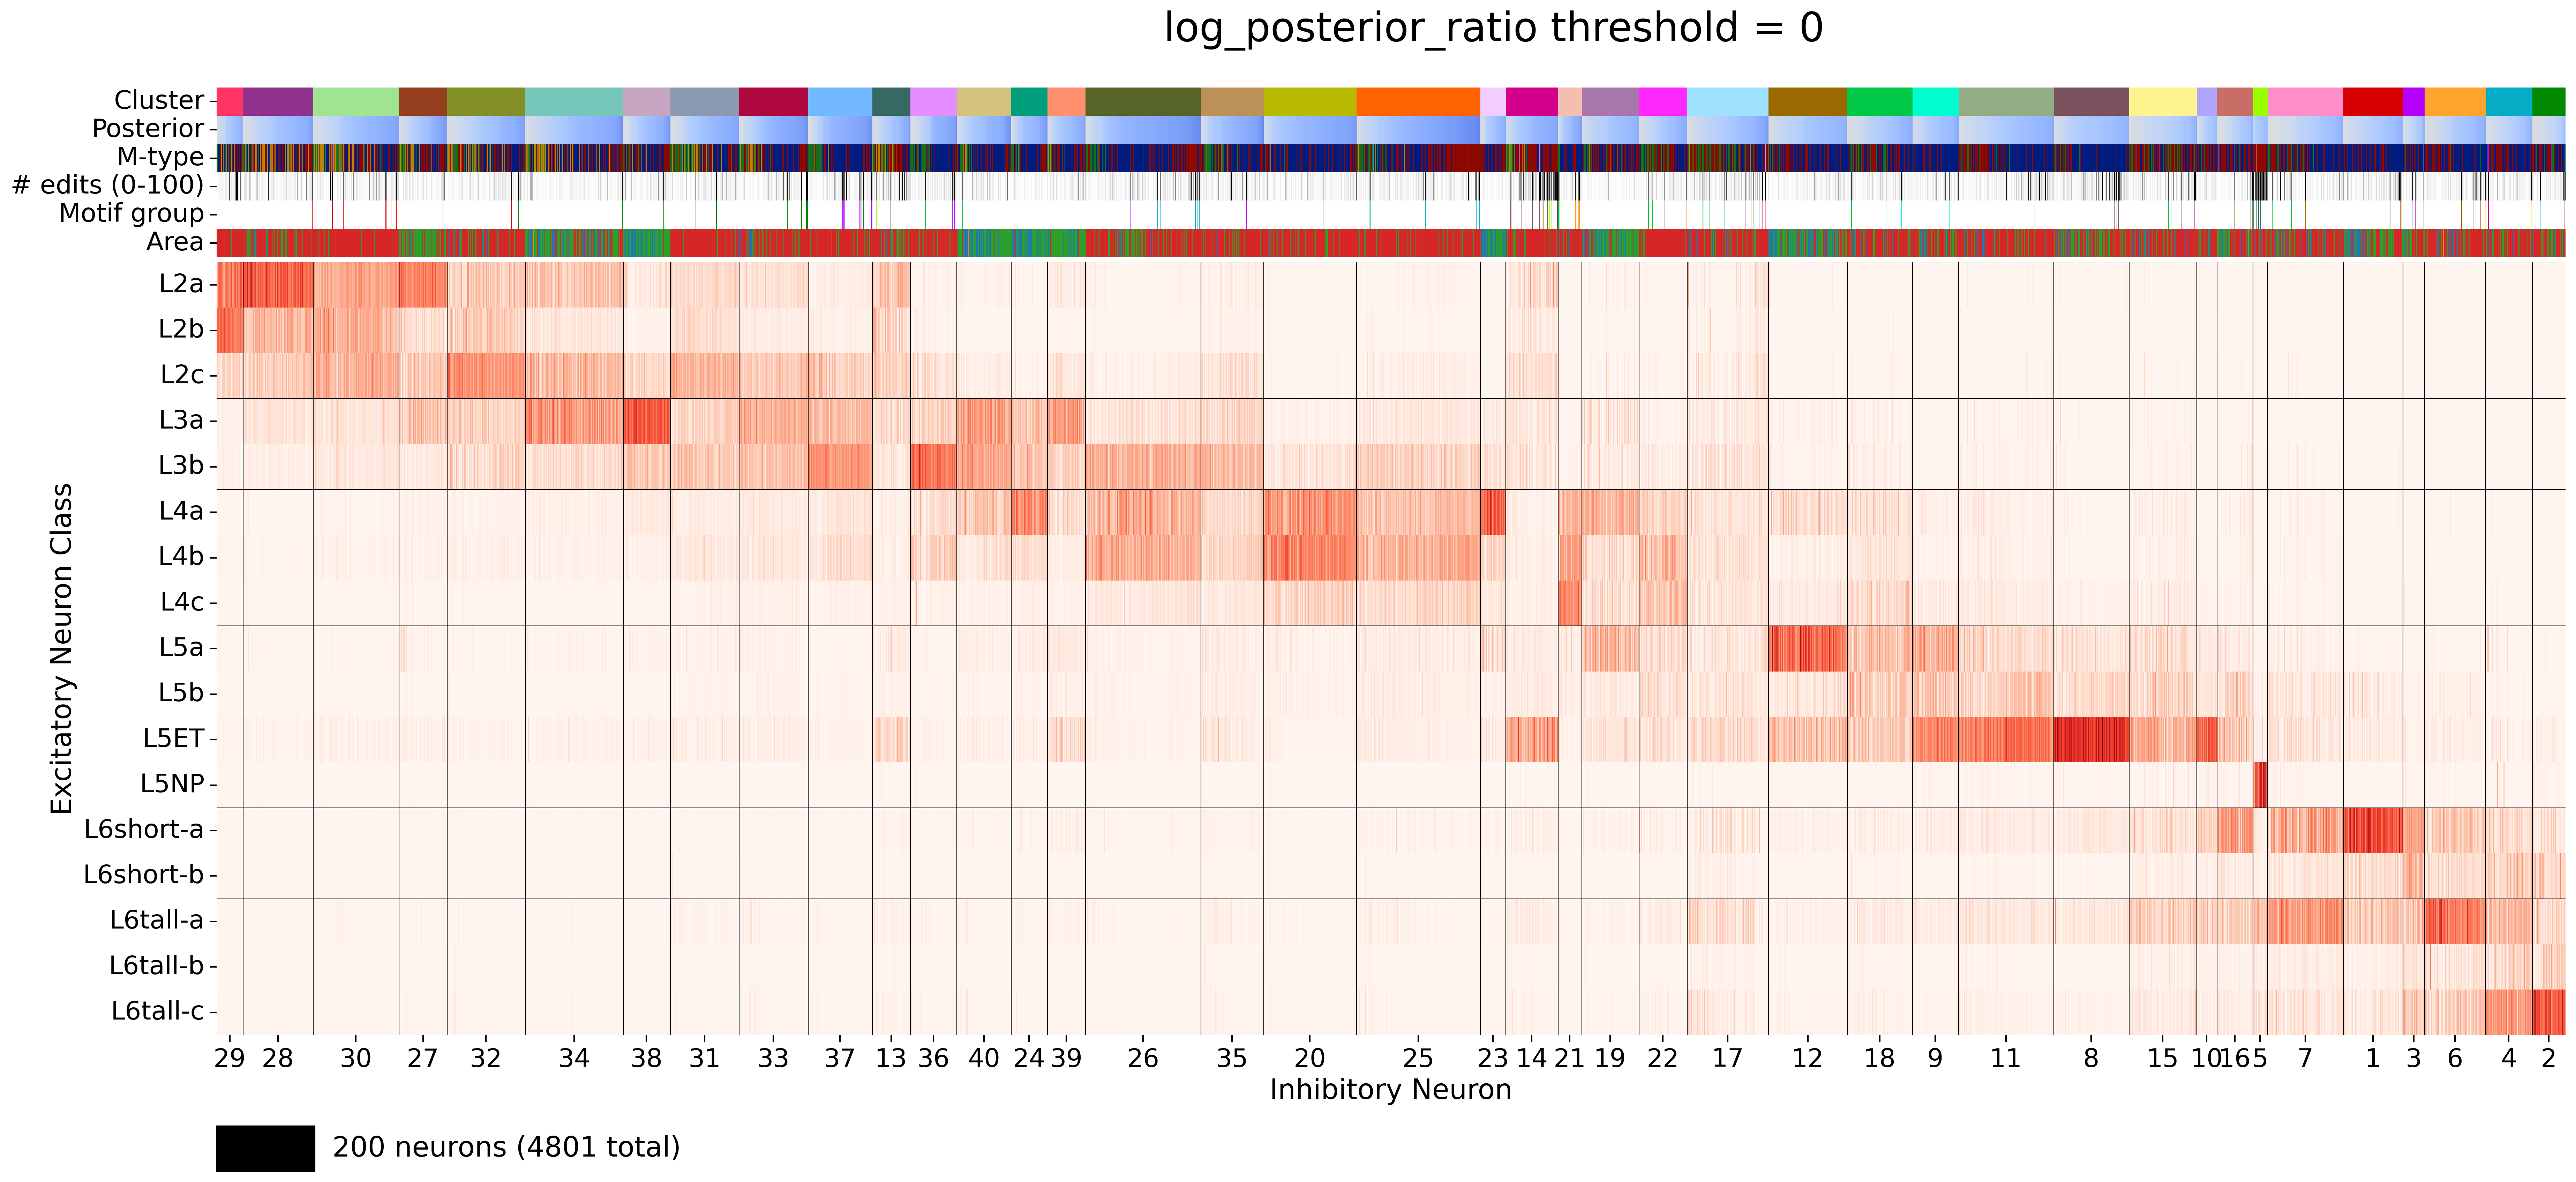 log_posterior_ratio threshold = 0
Cluster
Posterior
M-type
# edits (0-100)
Motif group
Area
Excitatory Neuron Class
L2a
L2b
L2c
L3a
L3b
L4a
L4b
L4c
L5a
L5b
L5ET
L5NP
L6short-a
L6short-b
L6tall-a
L6tall-b
L6tall-c
29 28 30 27 32 34 38 31 33 37 13 36 40 24 39 26 35 20 25 23 14 21 19 22 17 12 18 9 11 8 15 10 16 5 7 1 3 6 4 2
Inhibitory Neuron
200 neurons (4801 total)